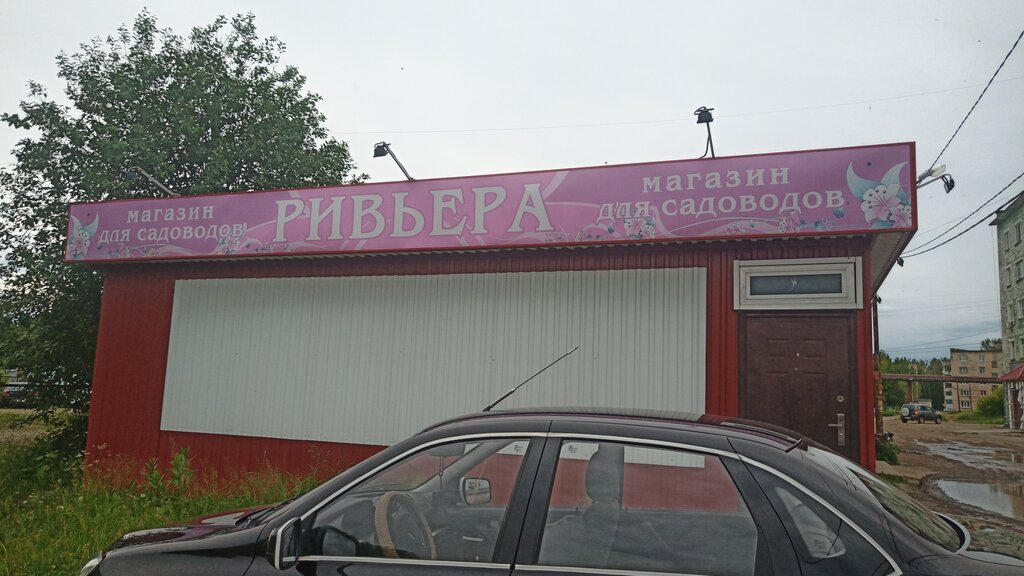 магазин
для садоводов
РИВЬЕРА
магазин
для садоводов